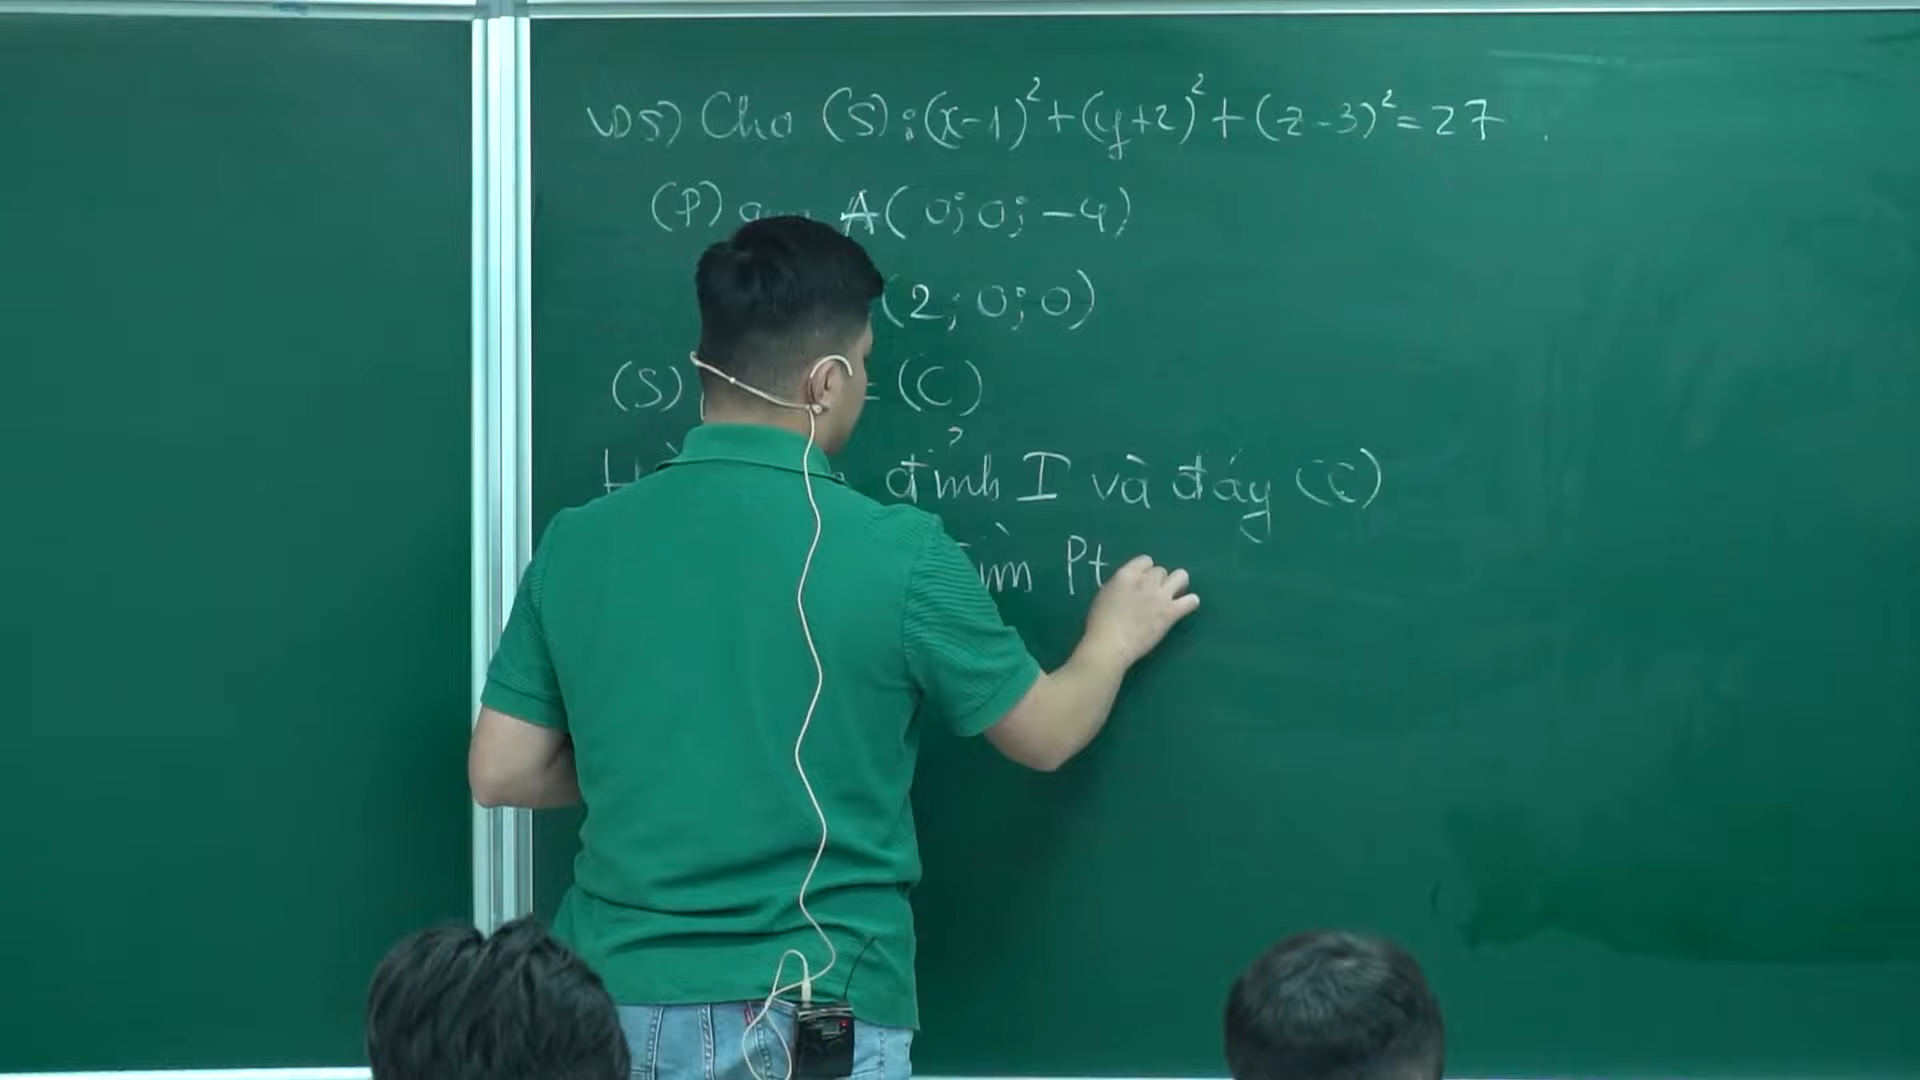 VD5) Cho (S): (x-1)²+(y+2)²+(z-3)²=27
(P) A(0;0;-4)
(2;0;0)
(S) = (C)
đỉnh I và đáy (C)
Tìm Pt